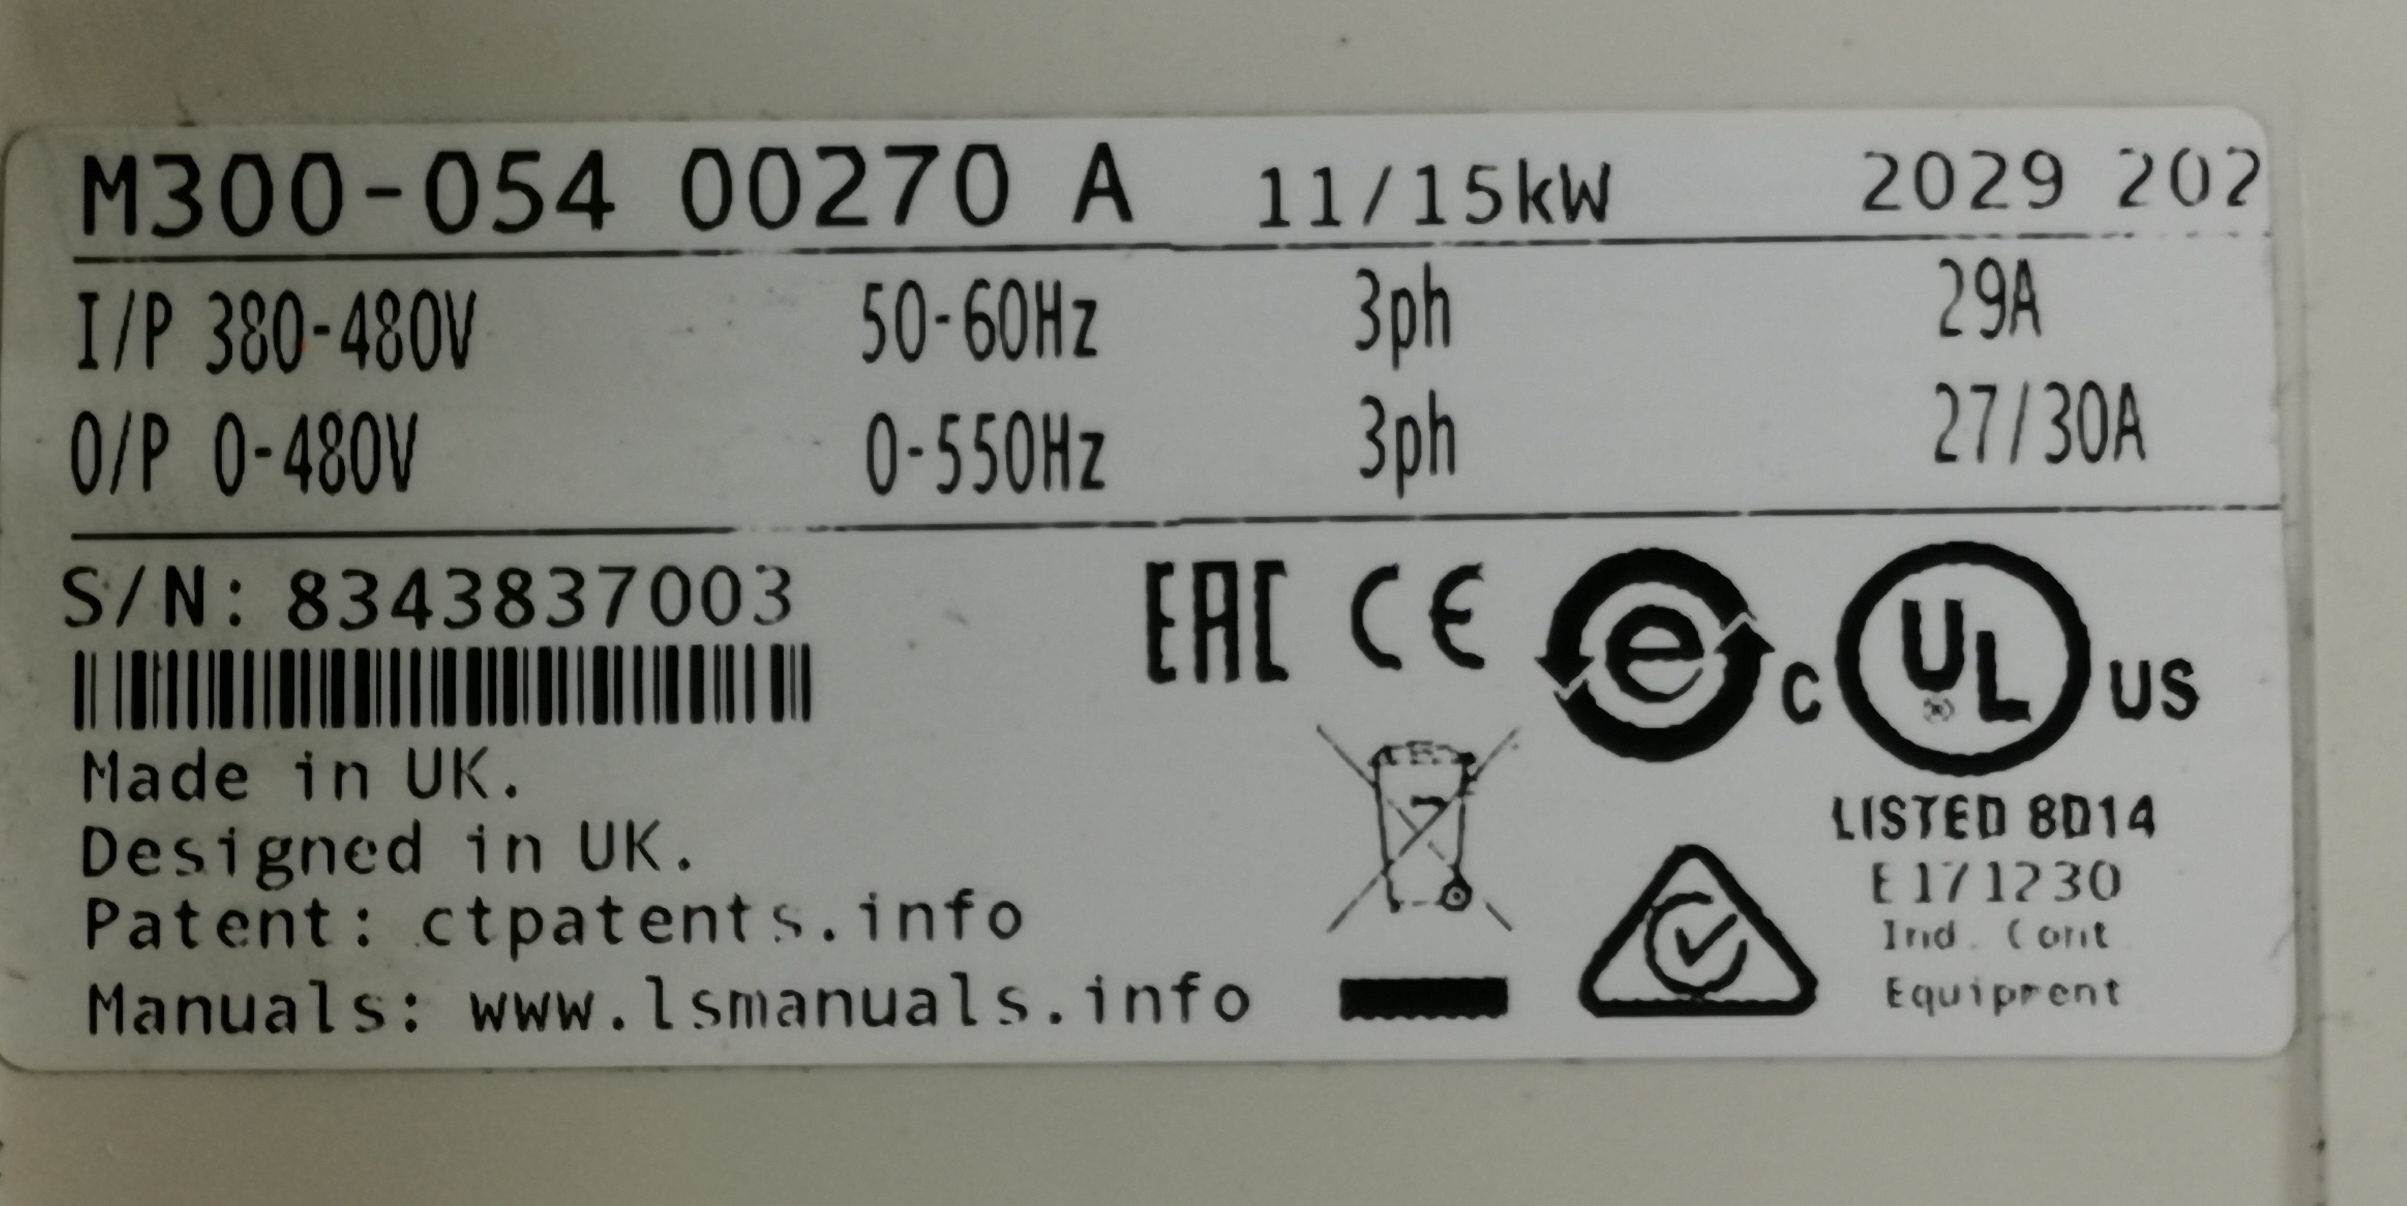 M300-054 00270 A 11/15kW 2029 202
I/P 380-480V 50-60Hz 3ph 29A
O/P 0-480V 0-550Hz 3ph 27/30A
S/N: 8343837003
EAC CE e c UL US
Made in UK.
Designed in UK.
Patent: ctpatents.info
Manuals: www.lsmanuals.info
LISTED 8D14
E171230
Ind. Cont
Equipment